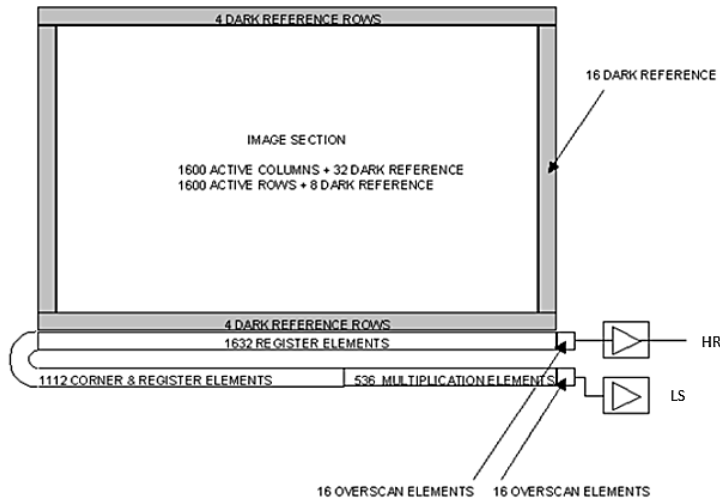 4 DARK REFERENCE ROWS
16 DARK REFERENCE
IMAGE SECTION
1600 ACTIVE COLUMNS + 32 DARK REFERENCE
1600 ACTIVE ROWS + 8 DARK REFERENCE
4 DARK REFERENCE ROWS
1632 REGISTER ELEMENTS
HR
1112 CORNER & REGISTER ELEMENTS
536 MULTIPLICATION ELEMENTS
LS
16 OVERSCAN ELEMENTS
16 OVERSCAN ELEMENTS